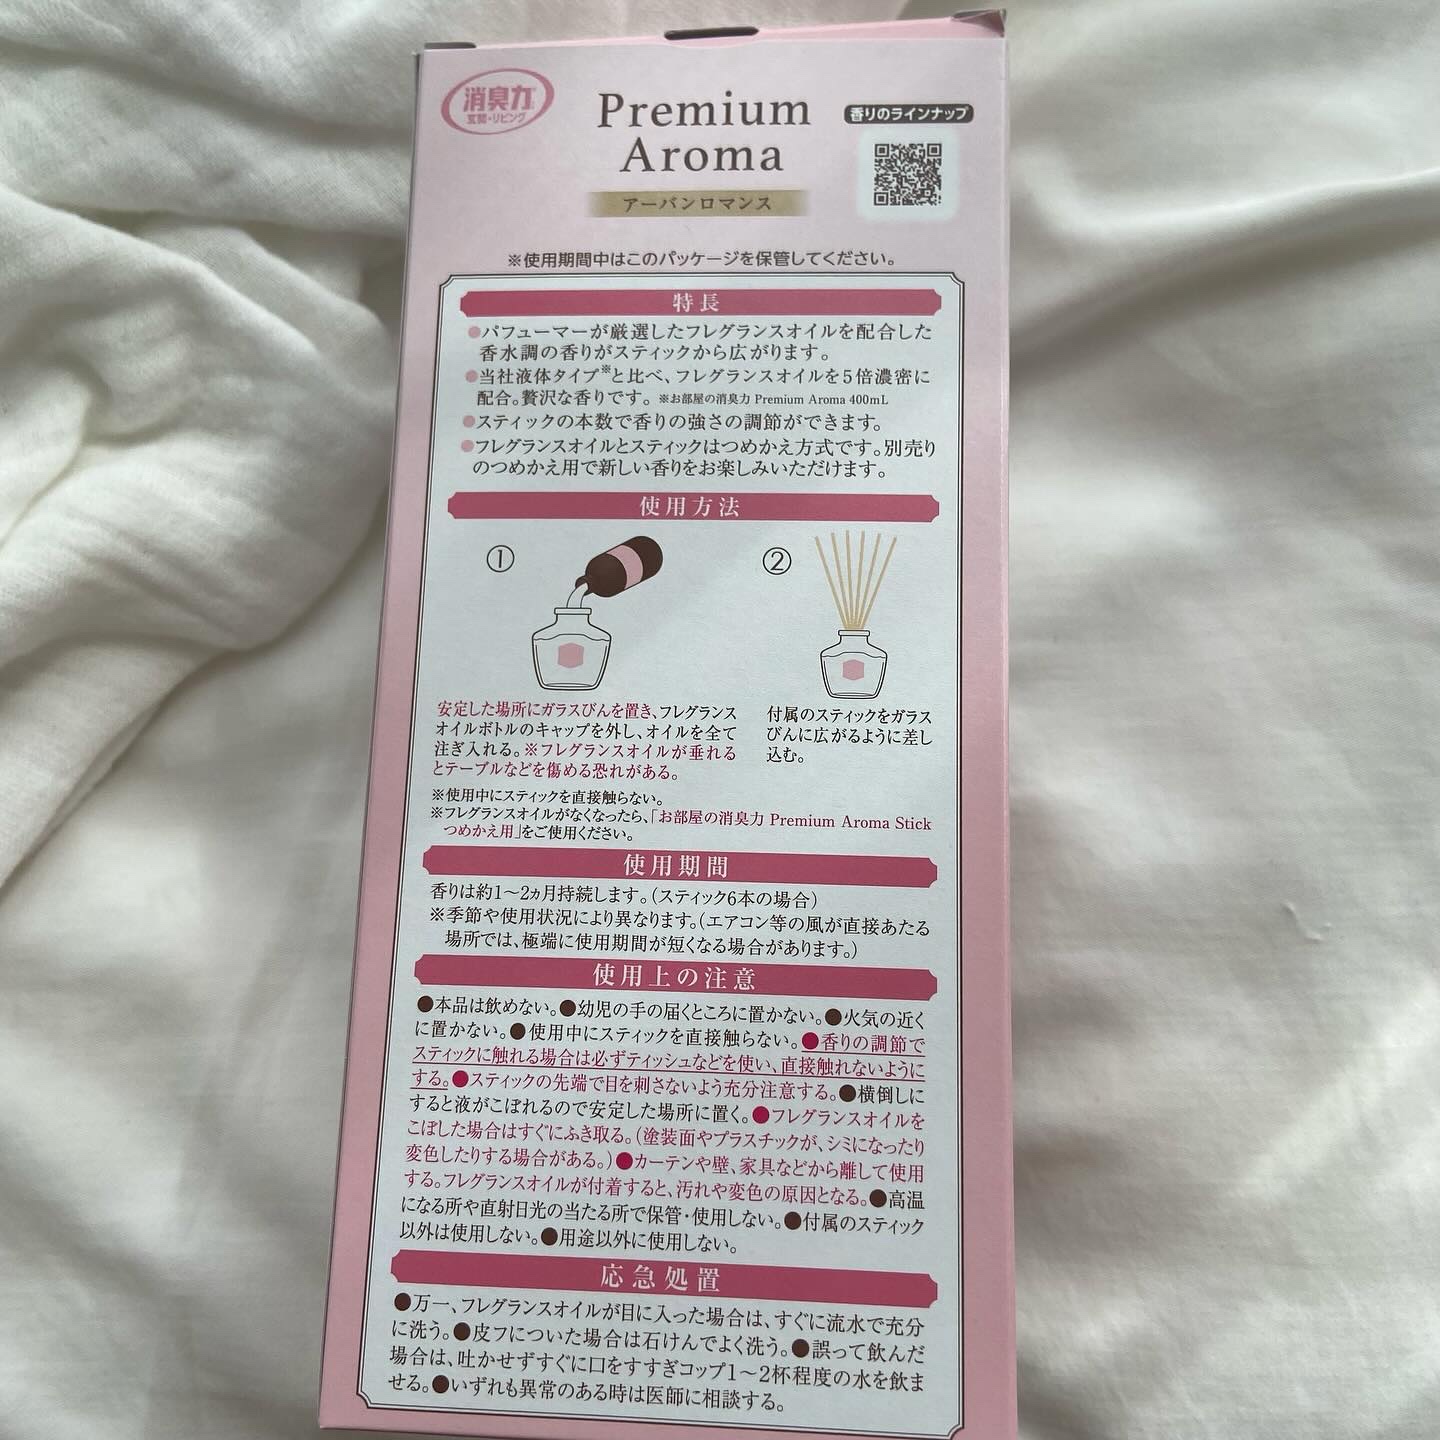 消臭力
玄関・リビング
Premium
Aroma
アーバンロマンス
香りのラインナップ
※使用期間中はこのパッケージを保管してください。
特長
●パフューマーが厳選したフレグランスオイルを配合した
香水調の香りがスティックから広がります。
●当社液体タイプ※と比べ、フレグランスオイルを5倍濃密に
配合。贅沢な香りです。 ※お部屋の消臭力 Premium Aroma 400mL
●スティックの本数で香りの強さの調節ができます。
●フレグランスオイルとスティックはつめかえ方式です。別売り
のつめかえ用で新しい香りをお楽しみいただけます。
使用方法
①
安定した場所にガラスびんを置き、フレグランス
オイルボトルのキャップを外し、オイルを全て
注ぎ入れる。※フレグランスオイルが垂れる
とテーブルなどを傷める恐れがある。
②
付属のスティックをガラス
びんに広がるように差し
込む。
※使用中にスティックを直接触らない。
※フレグランスオイルがなくなったら、「お部屋の消臭力 Premium Aroma Stick
つめかえ用」をご使用ください。
使用期間
香りは約1〜2ヵ月持続します。(スティック6本の場合)
※季節や使用状況により異なります。(エアコン等の風が直接あたる
場所では、極端に使用期間が短くなる場合があります。)
使用上の注意
●本品は飲めない。●幼児の手の届くところに置かない。●火気の近く
に置かない。●使用中にスティックを直接触らない。●香りの調節で
スティックに触れる場合は必ずティッシュなどを使い、直接触れないように
する。●スティックの先端で目を刺さないよう充分注意する。●横倒しに
すると液がこぼれるので安定した場所に置く。●フレグランスオイルを
こぼした場合はすぐにふき取る。(塗装面やプラスチックが、シミになったり
変色したりする場合がある。)●カーテンや壁、家具などから離して使用
する。フレグランスオイルが付着すると、汚れや変色の原因となる。●高温
になる所や直射日光の当たる所で保管・使用しない。●付属のスティック
以外は使用しない。●用途以外に使用しない。
応急処置
●万一、フレグランスオイルが目に入った場合は、すぐに流水で充分
に洗う。●皮フについた場合は石けんでよく洗う。●誤って飲んだ
場合は、吐かせずすぐに口をすすぎコップ1〜2杯程度の水を飲ま
せる。●いずれも異常のある時は医師に相談する。